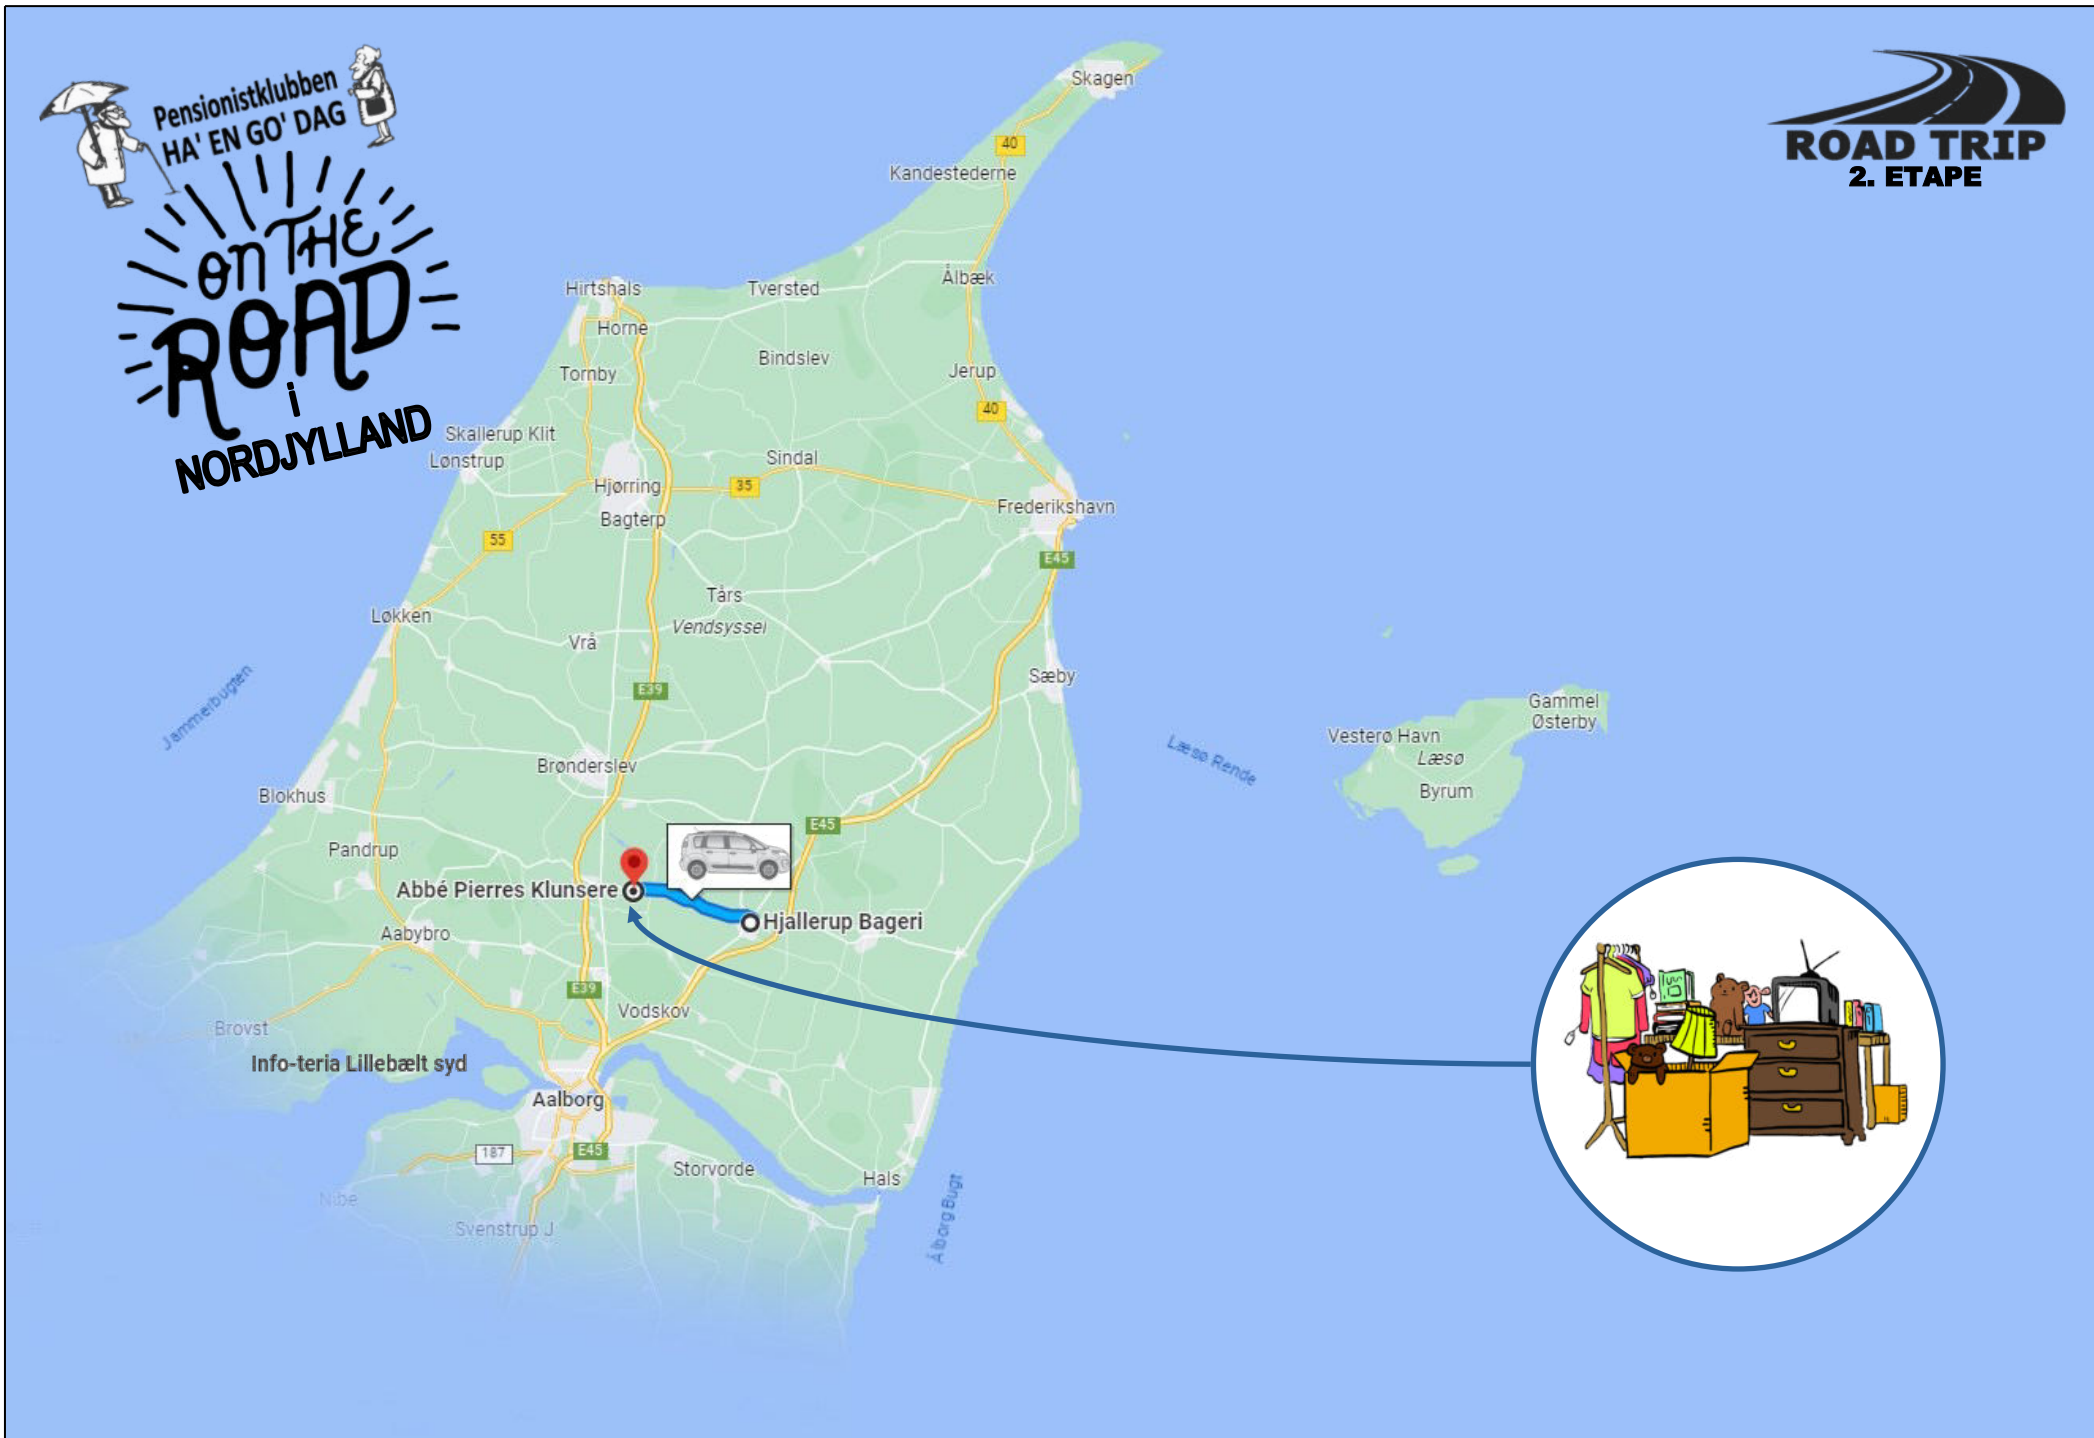 Pensionistklubben
HA' EN GO' DAG
on THE
ROAD
i
NORDJYLLAND
ROAD TRIP
2. ETAPE
Skagen
40
Kandestederne
Ålbæk
Hirtshals
Tversted
Horne
Bindslev
Tornby
Jerup
40
Skallerup Klit
Lønstrup
Sindal
Hjørring
35
Frederikshavn
Bagterp
55
E45
Tårs
Løkken
Vendsyssel
Vrå
Sæby
E39
Jammerbugten
Gammel
Østerby
Vesterø Havn
Læsø Rende
Læsø
Brønderslev
Byrum
Blokhus
E45
Pandrup
Abbé Pierres Klunsere
Hjallerup Bageri
Aabybro
E39
Vodskov
Brovst
Info-teria Lillebælt syd
Aalborg
187
E45
Storvorde
Hals
Nibe
Ålborg Bugt
Svenstrup J